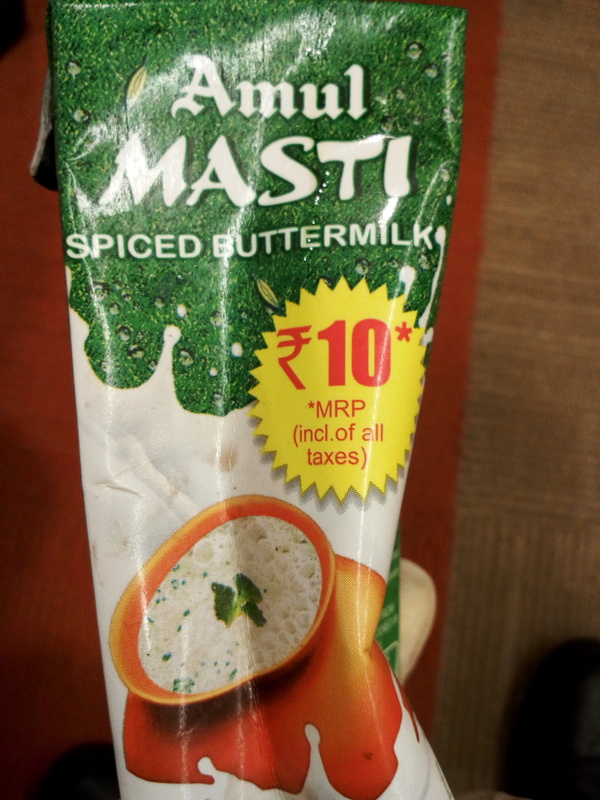 Amul
MASTI
SPICED BUTTERMILK
₹10*
*MRP
(incl.of all
taxes)